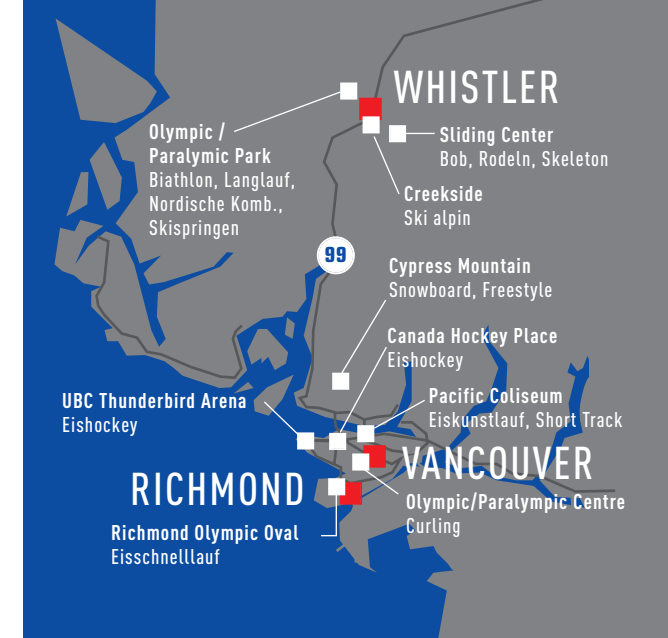 WHISTLER
Olympic /
Paralymic Park
Biathlon, Langlauf,
Nordische Komb.,
Skispringen
Sliding Center
Bob, Rodeln, Skeleton
Creekside
Ski alpin
99
Cypress Mountain
Snowboard, Freestyle
Canada Hockey Place
Eishockey
UBC Thunderbird Arena
Eishockey
Pacific Coliseum
Eiskunstlauf, Short Track
VANCOUVER
RICHMOND
Olympic/Paralympic Centre
Curling
Richmond Olympic Oval
Eisschnelllauf